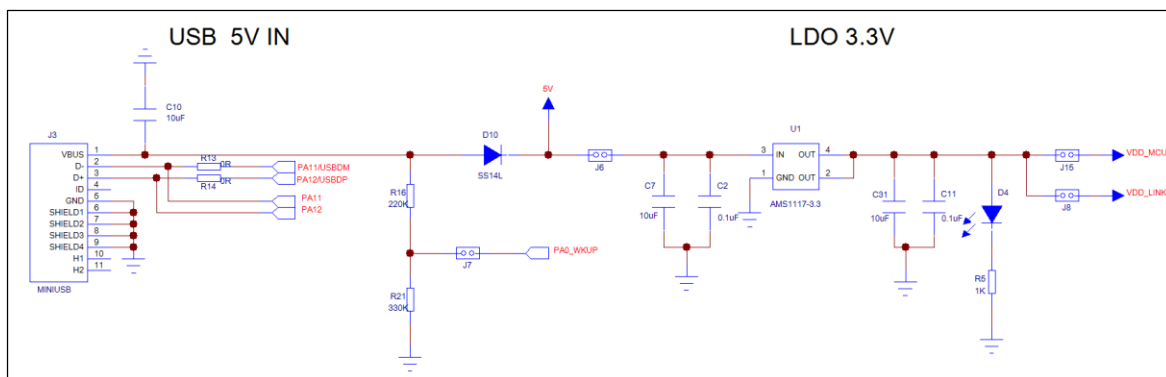 USB 5V IN
LDO 3.3V
C10
10uF
J3
VBUS
D-
D+
ID
GND
SHIELD1
SHIELD2
SHIELD3
SHIELD4
H1
H2
1
2
3
4
5
6
7
8
9
10
11
MINIUSB
R13
0R
R14
0R
PA11/USBDM
PA12/USBDP
PA11
PA12
R16
220K
R21
330K
J7
PA0_WKUP
D10
SS14L
5V
J6
C7
10uF
C2
0.1uF
U1
3 IN OUT 4
1 GND OUT 2
AMS1117-3.3
C31
10uF
C11
0.1uF
D4
R5
1K
J15
VDD_MCU
J8
VDD_LINK